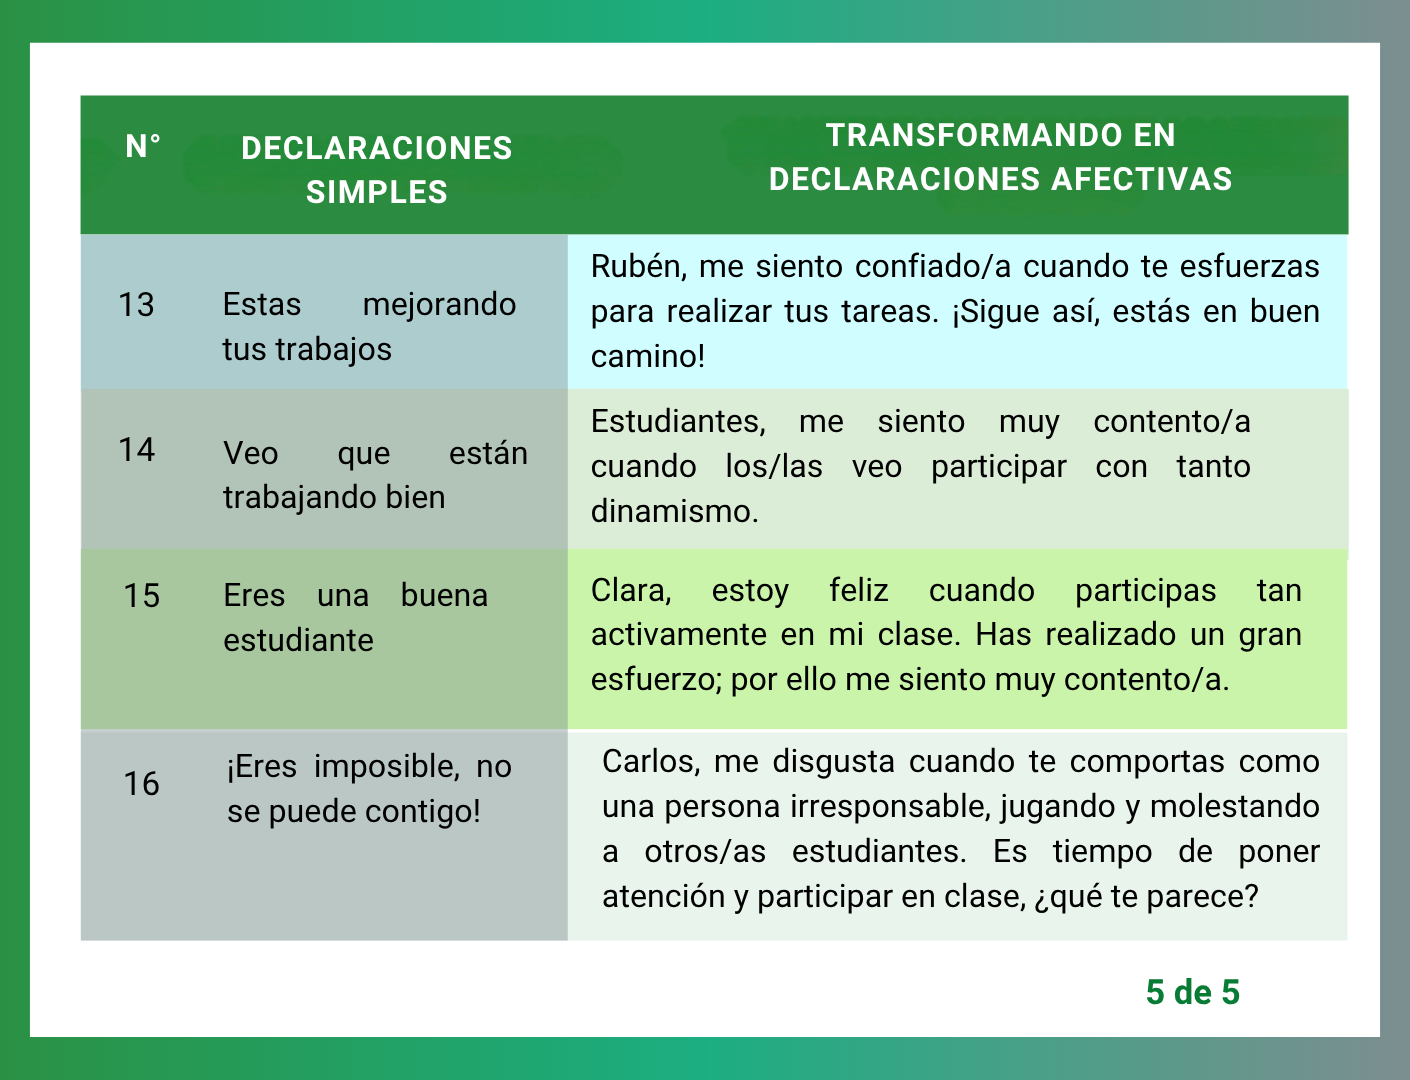 N°
DECLARACIONES
SIMPLES
TRANSFORMANDO EN
DECLARACIONES AFECTIVAS
13
Estas mejorando
tus trabajos
Rubén, me siento confiado/a cuando te esfuerzas
para realizar tus tareas. ¡Sigue así, estás en buen
camino!
14
Veo que están
trabajando bien
Estudiantes, me siento muy contento/a
cuando los/las veo participar con tanto
dinamismo.
15
Eres una buena
estudiante
Clara, estoy feliz cuando participas tan
activamente en mi clase. Has realizado un gran
esfuerzo; por ello me siento muy contento/a.
16
¡Eres imposible, no
se puede contigo!
Carlos, me disgusta cuando te comportas como
una persona irresponsable, jugando y molestando
a otros/as estudiantes. Es tiempo de poner
atención y participar en clase, ¿qué te parece?
5 de 5